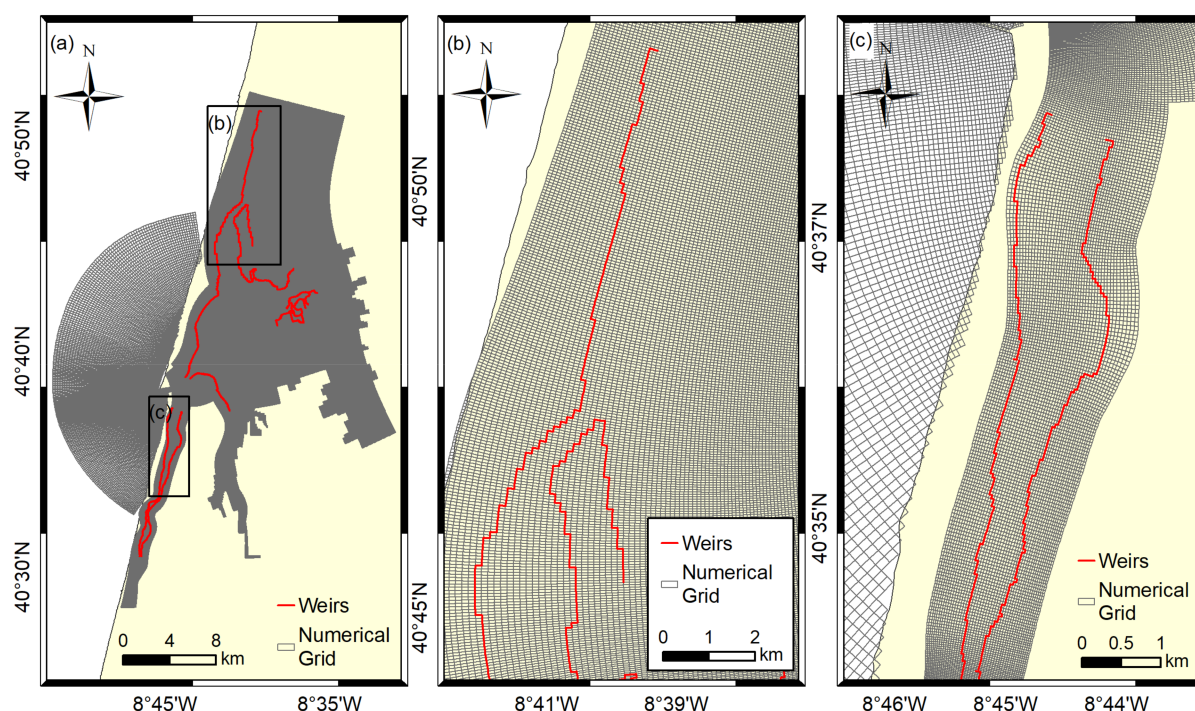 (a)
N
(b)
(c)
40°50'N
40°40'N
40°30'N
Weirs
Numerical
Grid
0 4 8
km
8°45'W
8°35'W
(b)
N
40°50'N
40°45'N
Weirs
Numerical
Grid
0 1 2
km
8°41'W
8°39'W
(c)
N
40°37'N
40°35'N
Weirs
Numerical
Grid
0 0.5 1
km
8°46'W
8°45'W
8°44'W